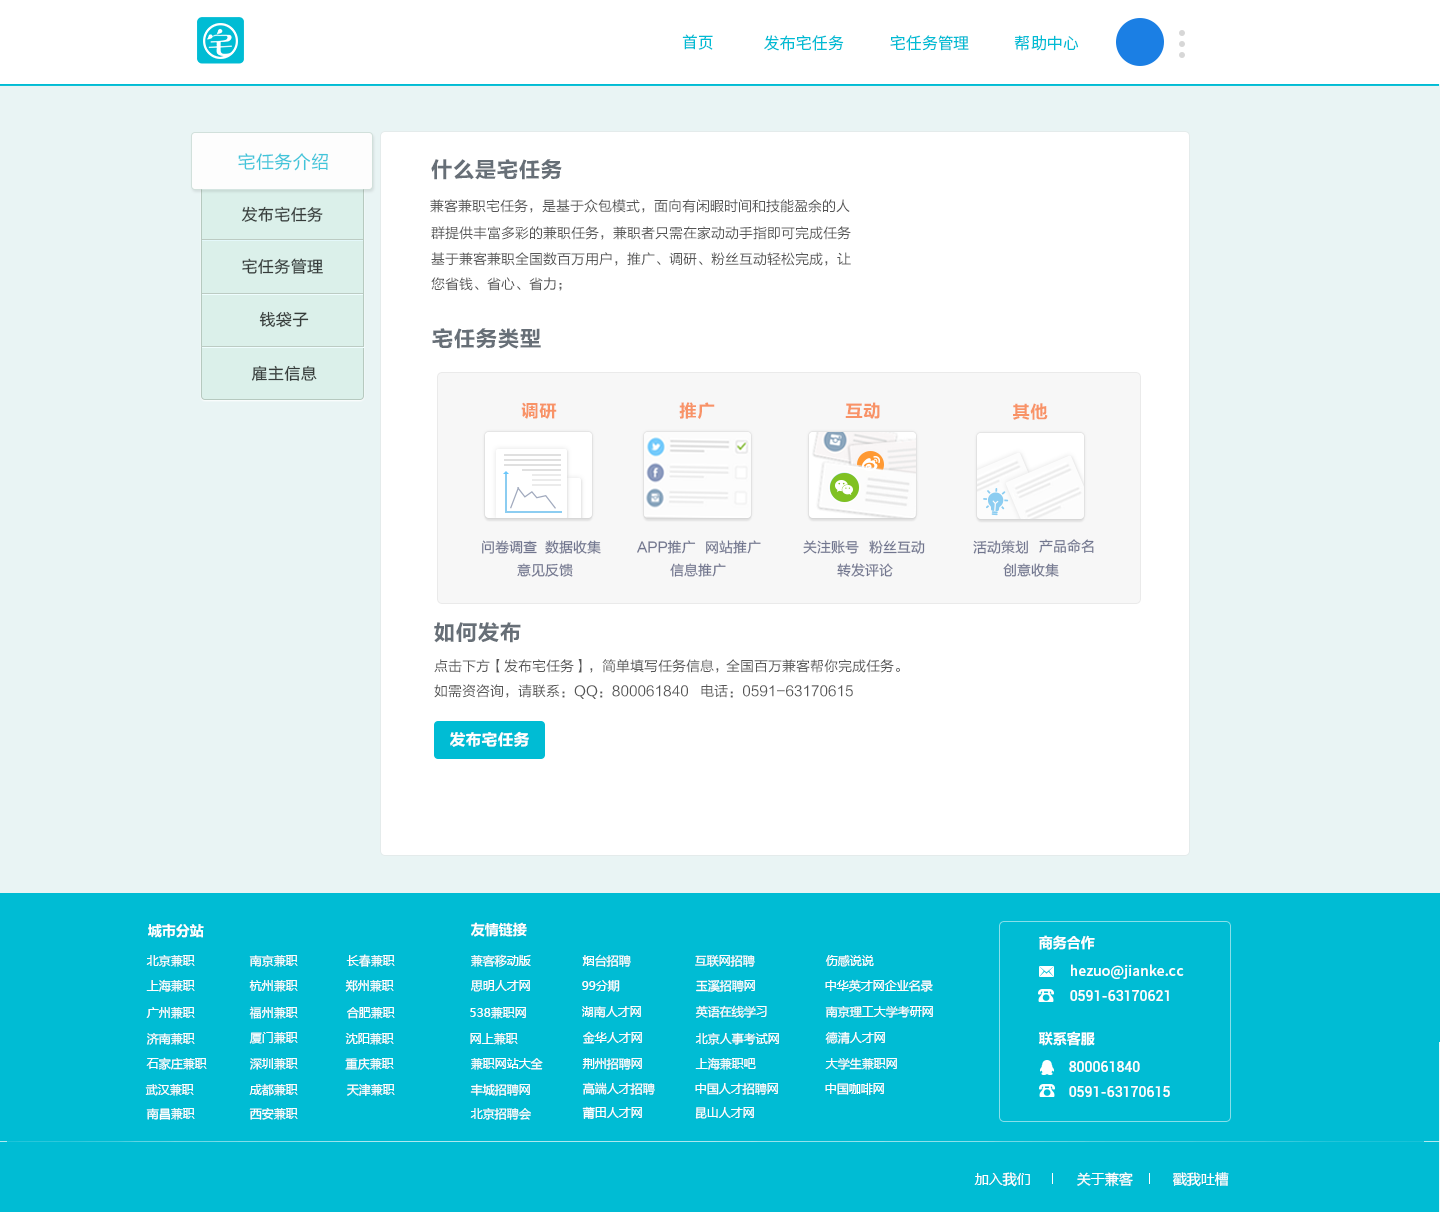 宅
首页 发布宅任务 宅任务管理 帮助中心
宅任务介绍
发布宅任务
宅任务管理
钱袋子
雇主信息
什么是宅任务
兼客兼职宅任务，是基于众包模式，面向有闲暇时间和技能盈余的人
群提供丰富多彩的兼职任务，兼职者只需在家动动手指即可完成任务
基于兼客兼职全国数百万用户，推广、调研、粉丝互动轻松完成，让
您省钱、省心、省力；
宅任务类型
调研 推广 互动 其他
问卷调查 数据收集 APP推广 网站推广 关注账号 粉丝互动 活动策划 产品命名
意见反馈 信息推广 转发评论 创意收集
如何发布
点击下方【发布宅任务】，简单填写任务信息，全国百万兼客帮你完成任务。
如需资咨询，请联系：QQ：800061840 电话：0591-63170615
发布宅任务
城市分站
北京兼职 南京兼职 长春兼职
上海兼职 杭州兼职 郑州兼职
广州兼职 福州兼职 合肥兼职
济南兼职 厦门兼职 沈阳兼职
石家庄兼职 深圳兼职 重庆兼职
武汉兼职 成都兼职 天津兼职
南昌兼职 西安兼职
友情链接
兼客移动版 烟台招聘 互联网招聘 伤感说说
思明人才网 99分期 玉溪招聘网 中华英才网企业名录
538兼职网 湖南人才网 英语在线学习 南京理工大学考研网
网上兼职 金华人才网 北京人事考试网 德清人才网
兼职网站大全 荆州招聘网 上海兼职吧 大学生兼职网
丰城招聘网 高端人才招聘 中国人才招聘网 中国咖啡网
北京招聘会 莆田人才网 昆山人才网
商务合作
hezuo@jianke.cc
0591-63170621
联系客服
800061840
0591-63170615
加入我们 关于兼客 戳我吐槽